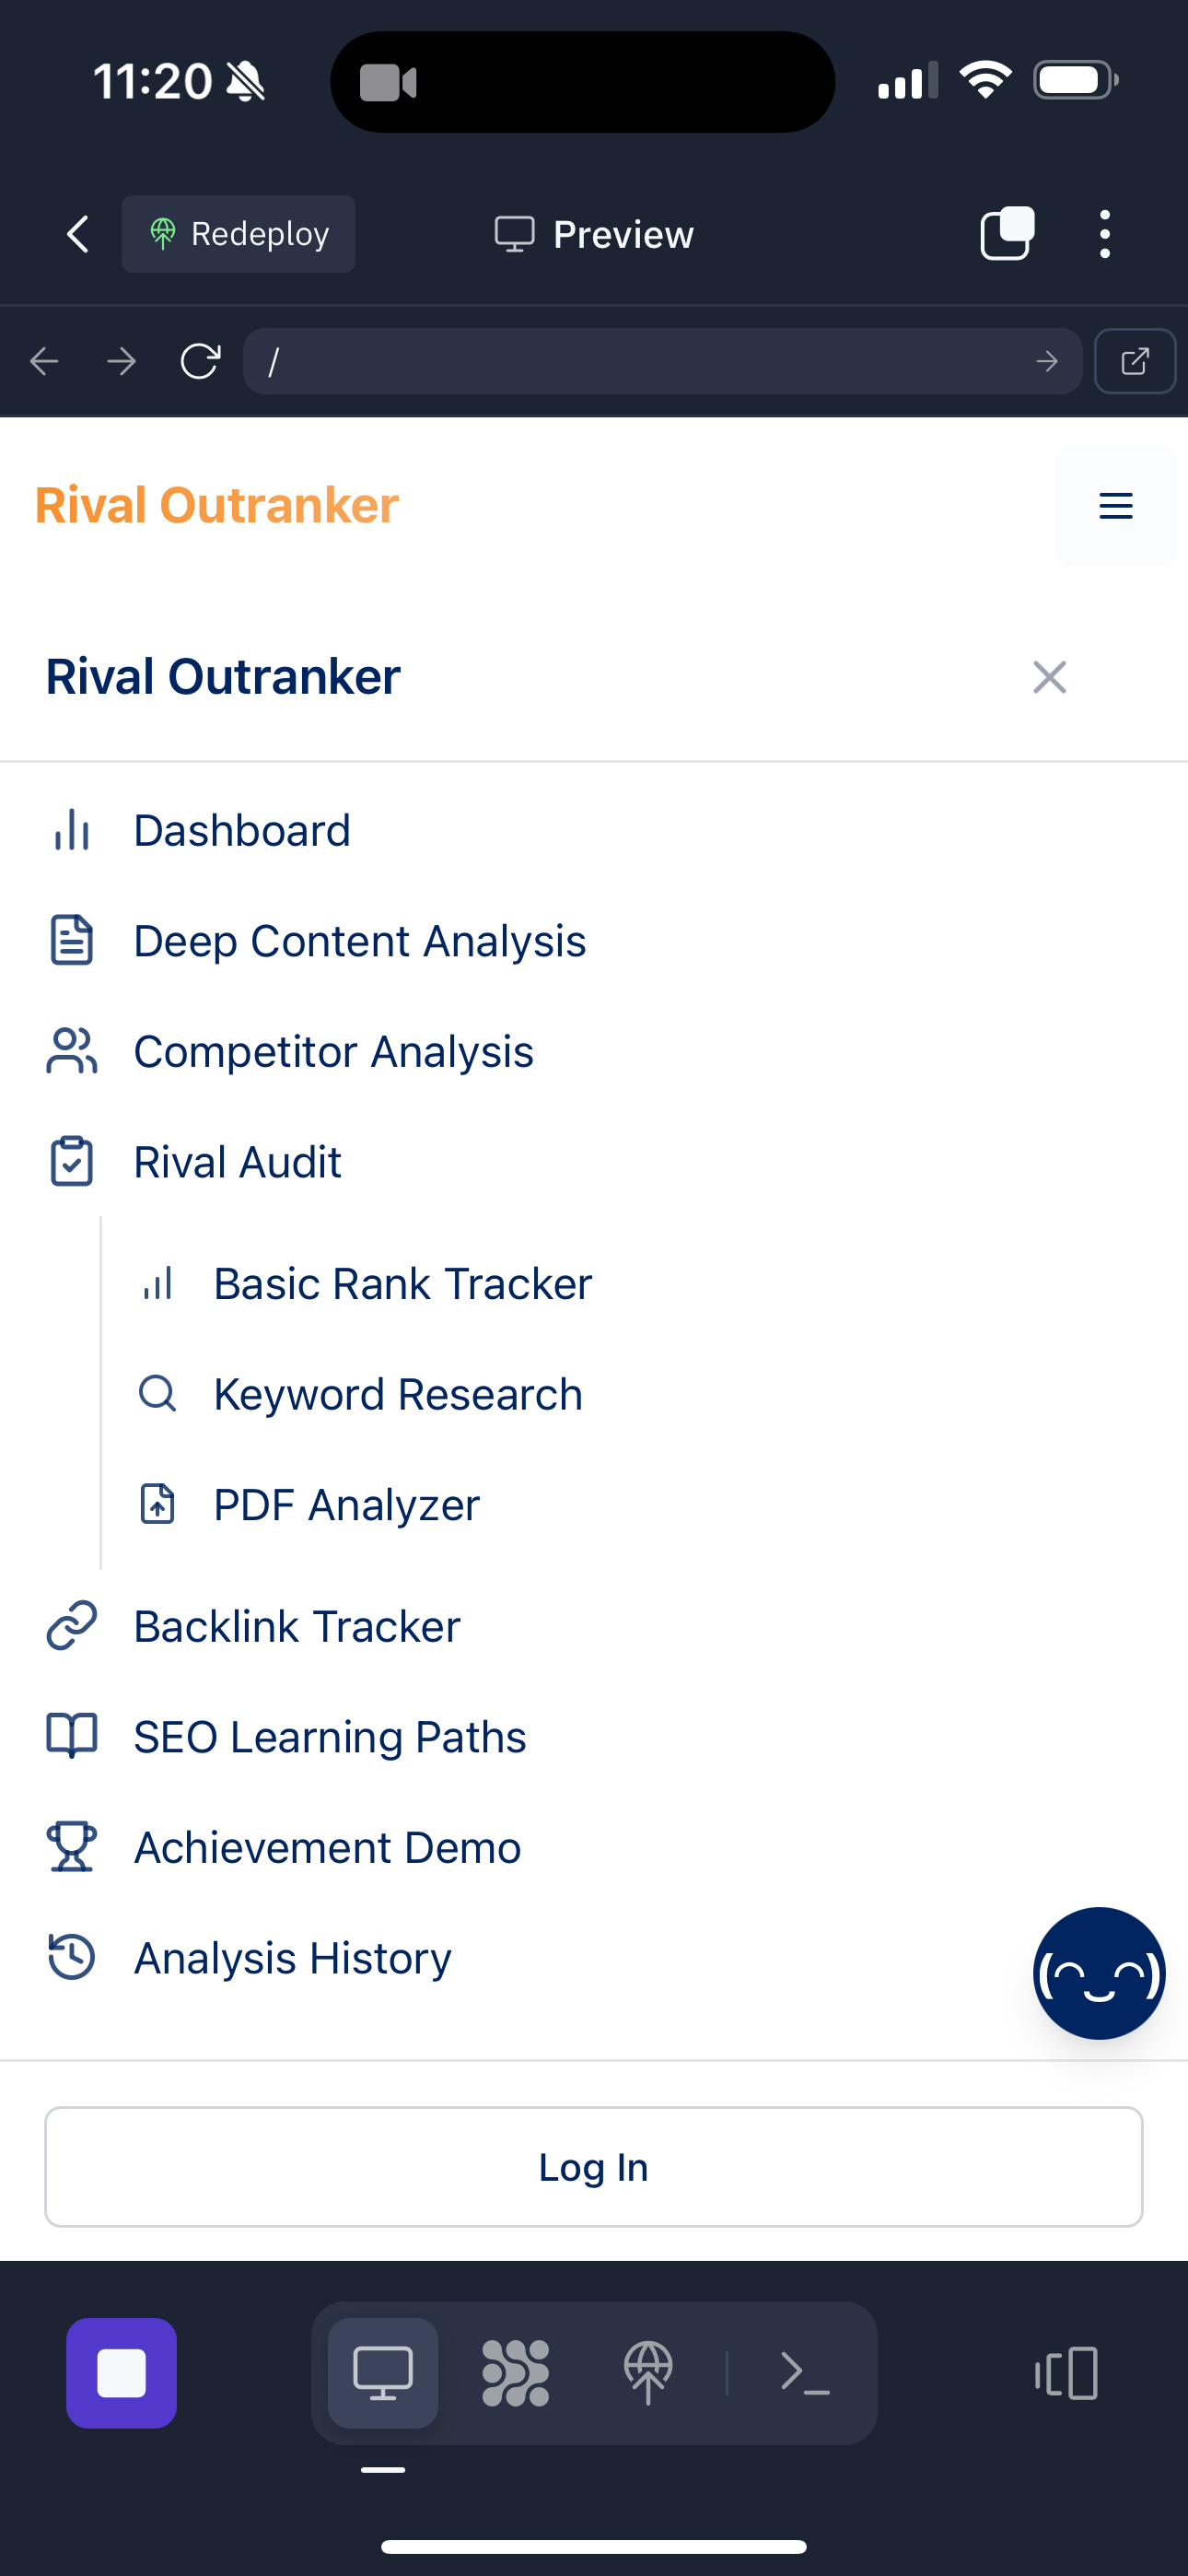 11:20
Redeploy
Preview
/
Rival Outranker
Rival Outranker
Dashboard
Deep Content Analysis
Competitor Analysis
Rival Audit
Basic Rank Tracker
Keyword Research
PDF Analyzer
Backlink Tracker
SEO Learning Paths
Achievement Demo
Analysis History
Log In